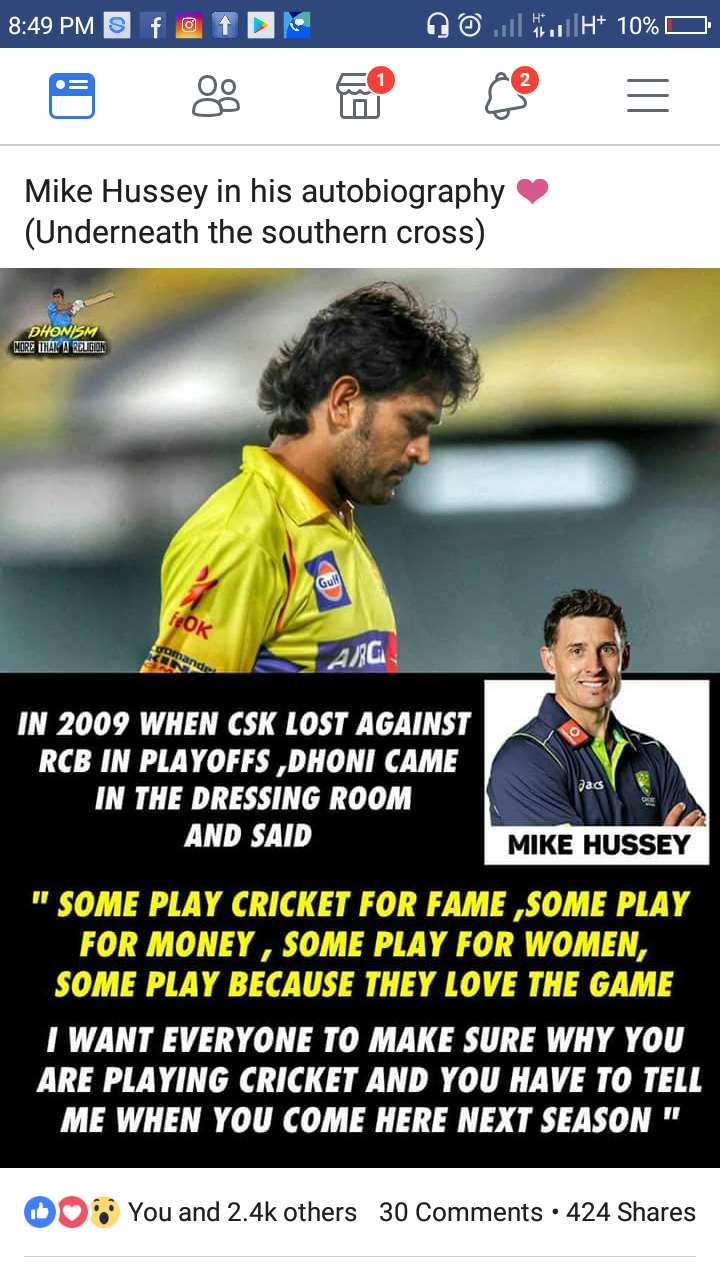 8:49 PM
H+
H+ 10%
1
2
Mike Hussey in his autobiography
(Underneath the southern cross)
DHONISM
MORE THAN A RELIGION
Gulf
AIRC
IN 2009 WHEN CSK LOST AGAINST
RCB IN PLAYOFFS ,DHONI CAME
IN THE DRESSING ROOM
AND SAID
asics
MIKE HUSSEY
" SOME PLAY CRICKET FOR FAME ,SOME PLAY
FOR MONEY , SOME PLAY FOR WOMEN,
SOME PLAY BECAUSE THEY LOVE THE GAME
I WANT EVERYONE TO MAKE SURE WHY YOU
ARE PLAYING CRICKET AND YOU HAVE TO TELL
ME WHEN YOU COME HERE NEXT SEASON "
You and 2.4k others 30 Comments • 424 Shares